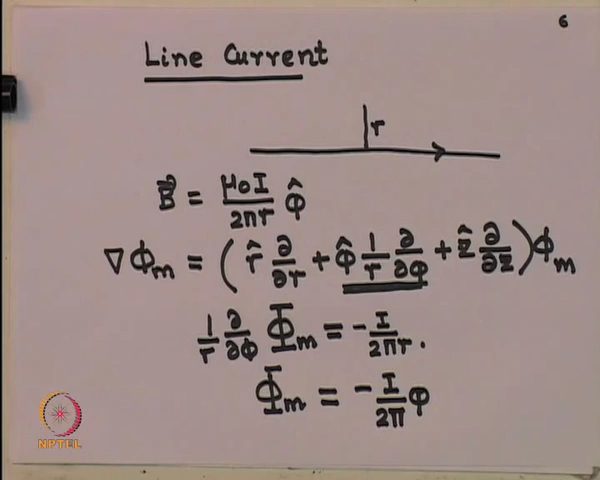 6
Line Current
r
B⃗ = μ₀I/2πr φ̂
∇Φₘ = (r̂ ∂/∂r + φ̂ 1/r ∂/∂φ + ẑ ∂/∂z)Φₘ
1/r ∂/∂φ Φₘ = -I/2πr.
Φₘ = -I/2π φ
NPTEL